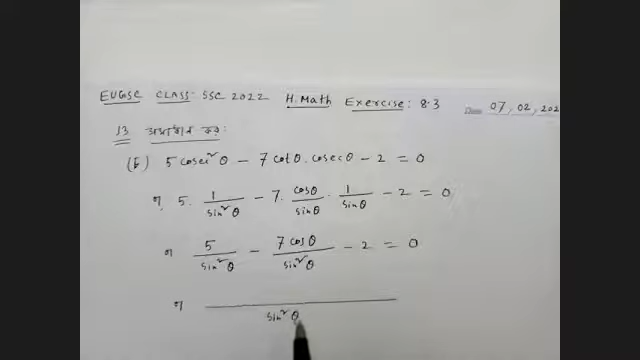 EUGSC CLASS: SSC 2022 H.Math Exercise: 8.3 Date 07, 02, 202
13 সমাধান কর:
5 cosec²θ − 7 cotθ. cosecθ − 2 = 0
বা, 5. 1/sin²θ − 7. cosθ/sinθ . 1/sinθ − 2 = 0
বা 5/sin²θ − 7cosθ/sin²θ − 2 = 0
বা
sin²θ